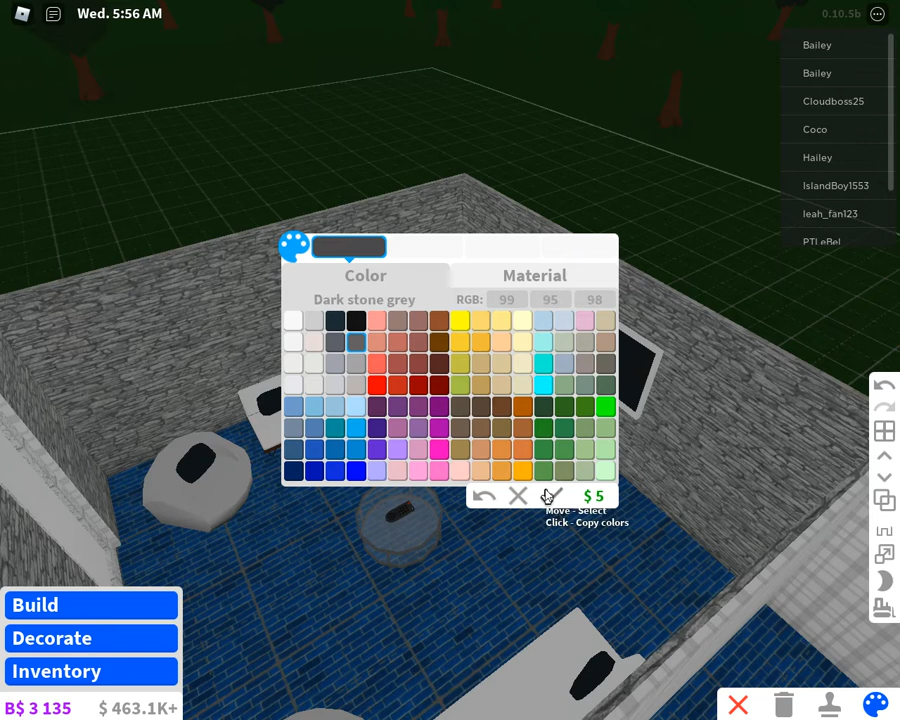 Wed. 5:56 AM
0.10.5b
Bailey
Bailey
Cloudboss25
Coco
Hailey
IslandBoy1553
leah_fan123
PTLeBel
Color
Material
Dark stone grey
RGB: 99 95 98
$ 5
Move - Select
Click - Copy colors
Build
Decorate
Inventory
B$ 3 135
$ 463.1K+